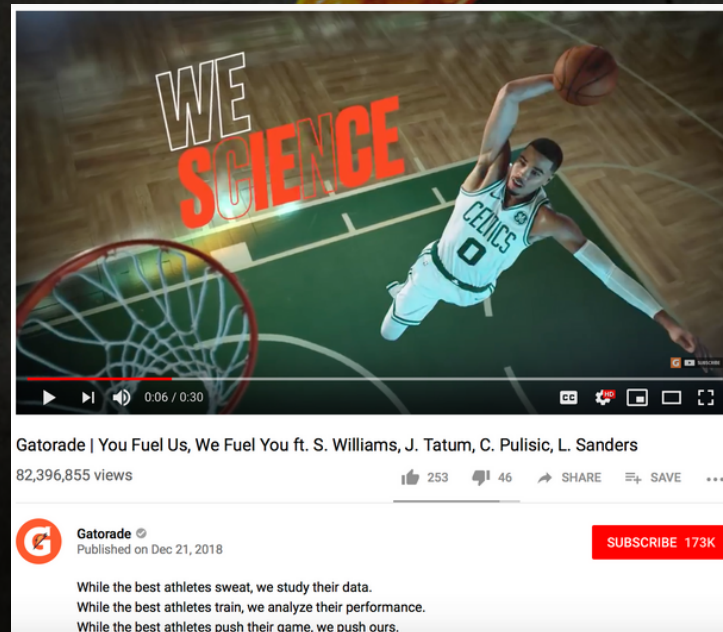 WE
SCIENCE
CELTICS
0
SUBSCRIBE
0:06 / 0:30
CC
HD
Gatorade | You Fuel Us, We Fuel You ft. S. Williams, J. Tatum, C. Pulisic, L. Sanders
82,396,855 views
253 46 SHARE SAVE
G
Gatorade
Published on Dec 21, 2018
SUBSCRIBE 173K
While the best athletes sweat, we study their data.
While the best athletes train, we analyze their performance.
While the best athletes push their game, we push ours.